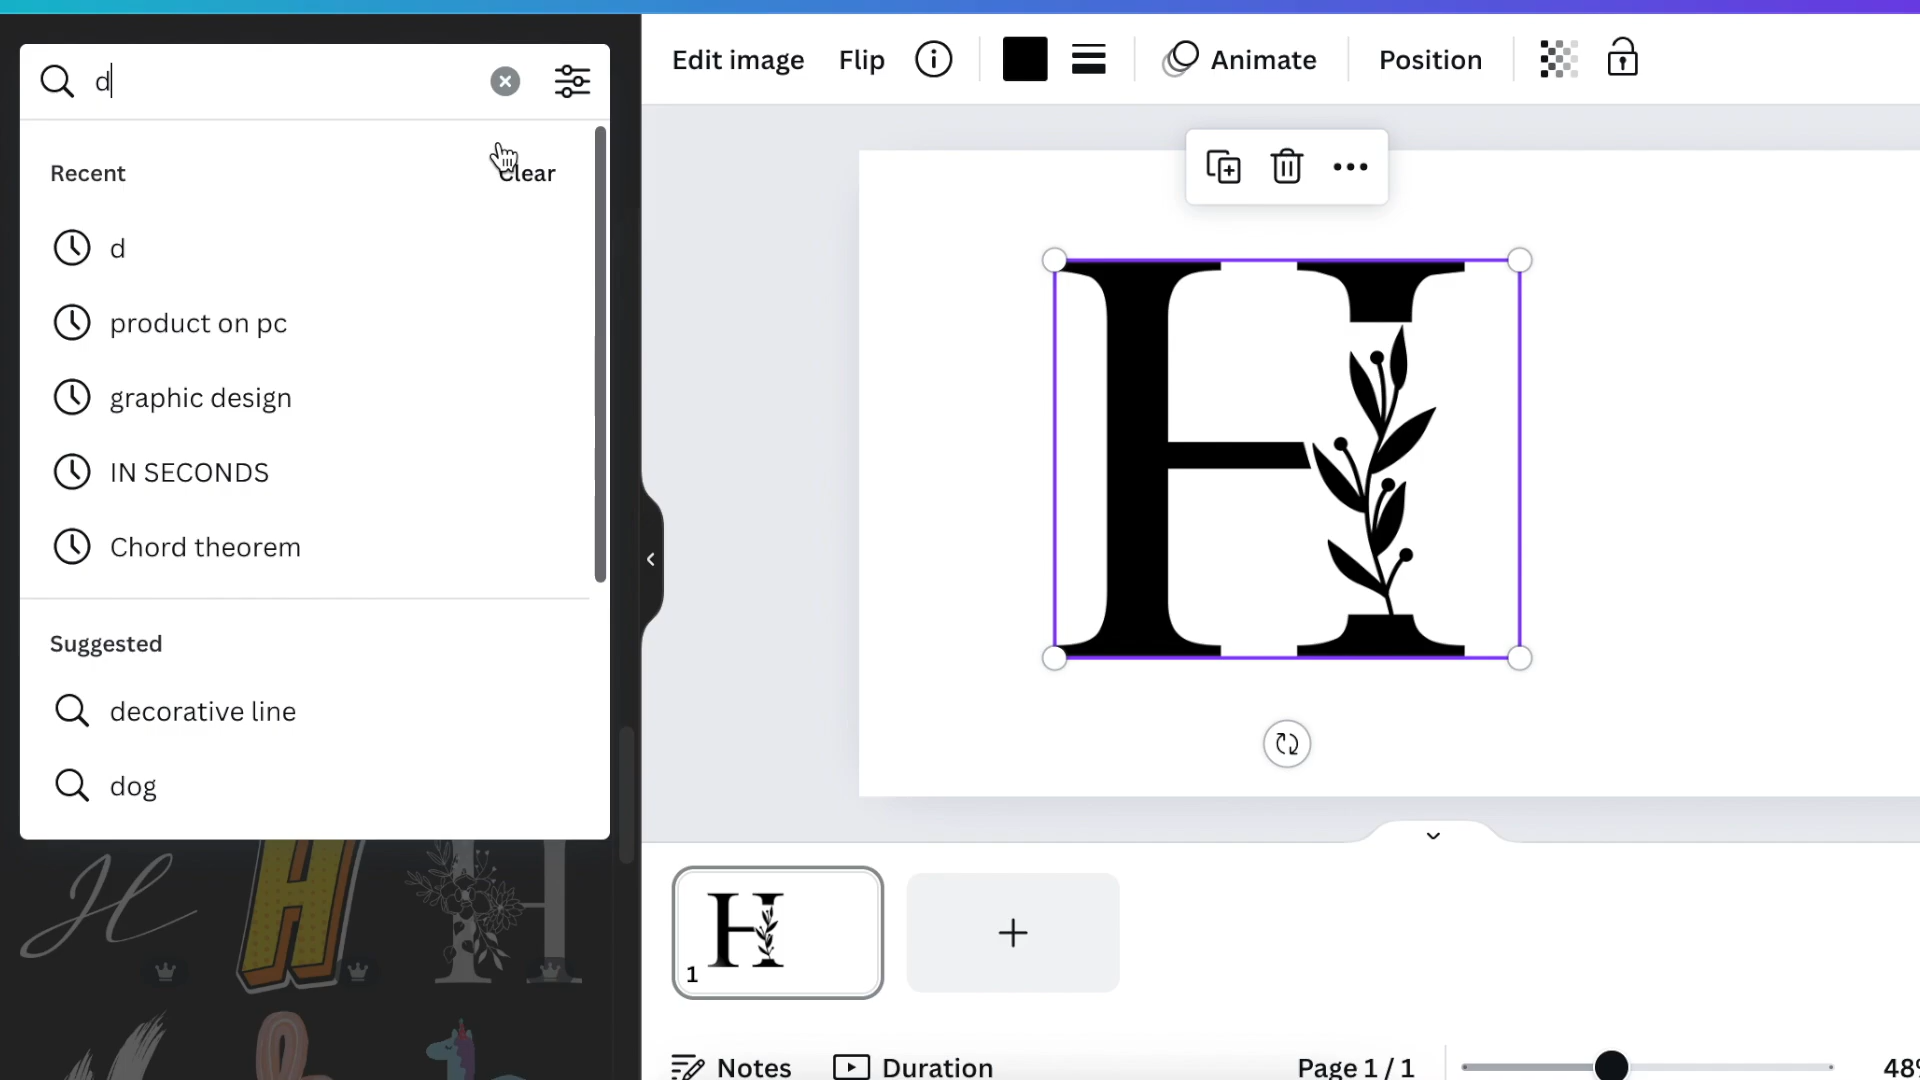 d
Recent
Clear
d
product on pc
graphic design
IN SECONDS
Chord theorem
Suggested
decorative line
dog
H
H
H
Edit image Flip Animate Position
H
H
1
Notes Duration Page 1 / 1 48%